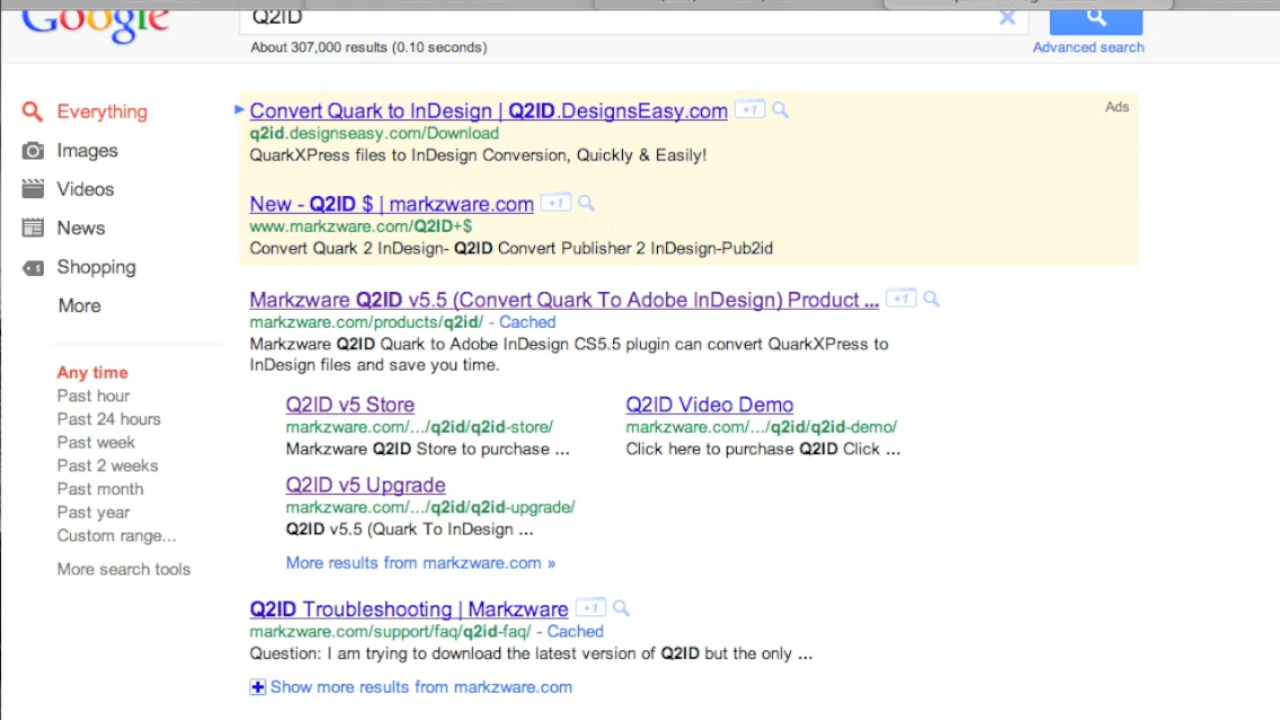 Google
Q2ID
About 307,000 results (0.10 seconds)
Advanced search
Everything
Images
Videos
News
Shopping
More
Any time
Past hour
Past 24 hours
Past week
Past 2 weeks
Past month
Past year
Custom range...
More search tools
Ads
Convert Quark to InDesign | Q2ID.DesignsEasy.com +1
q2id.designseasy.com/Download
QuarkXPress files to InDesign Conversion, Quickly & Easily!
New - Q2ID $ | markzware.com +1
www.markzware.com/Q2ID+$
Convert Quark 2 InDesign- Q2ID Convert Publisher 2 InDesign-Pub2id
Markzware Q2ID v5.5 (Convert Quark To Adobe InDesign) Product ... +1
markzware.com/products/q2id/ - Cached
Markzware Q2ID Quark to Adobe InDesign CS5.5 plugin can convert QuarkXPress to
InDesign files and save you time.
Q2ID v5 Store
markzware.com/.../q2id/q2id-store/
Markzware Q2ID Store to purchase ...
Q2ID Video Demo
markzware.com/.../q2id/q2id-demo/
Click here to purchase Q2ID Click ...
Q2ID v5 Upgrade
markzware.com/.../q2id/q2id-upgrade/
Q2ID v5.5 (Quark To InDesign ...
More results from markzware.com »
Q2ID Troubleshooting | Markzware +1
markzware.com/support/faq/q2id-faq/ - Cached
Question: I am trying to download the latest version of Q2ID but the only ...
Show more results from markzware.com